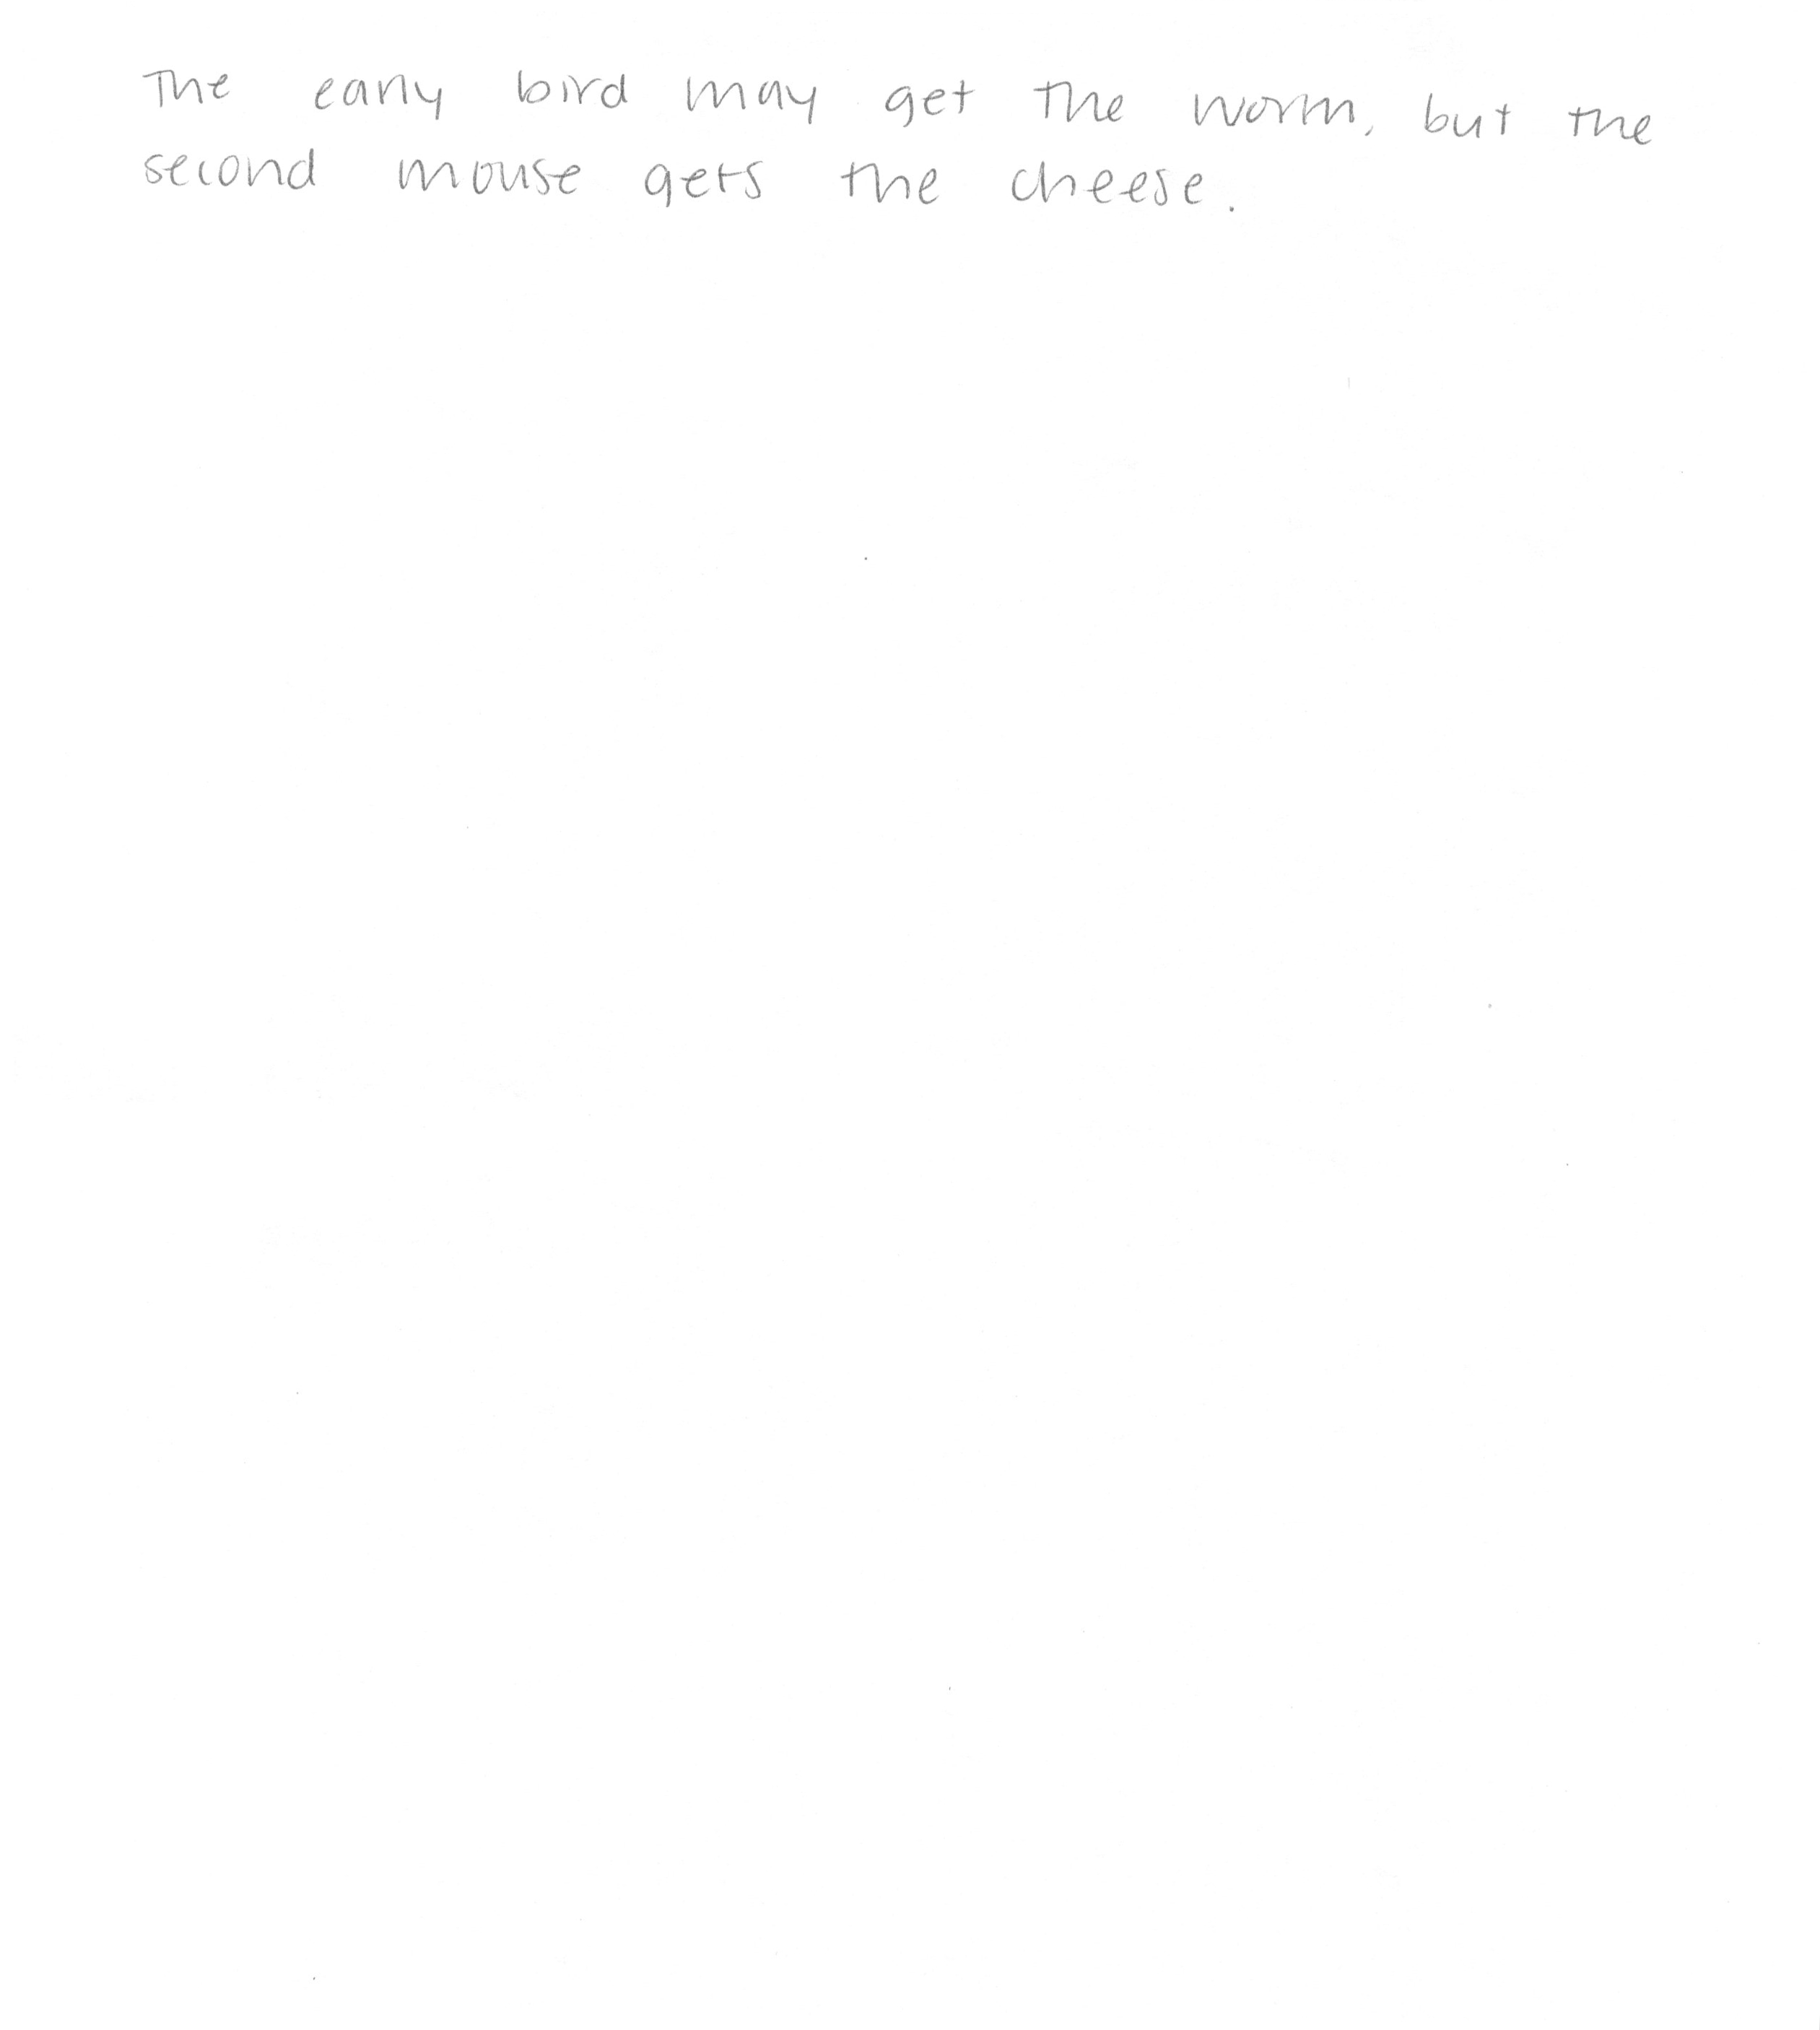 The early bird may get the worm, but the
second mouse gets the cheese.